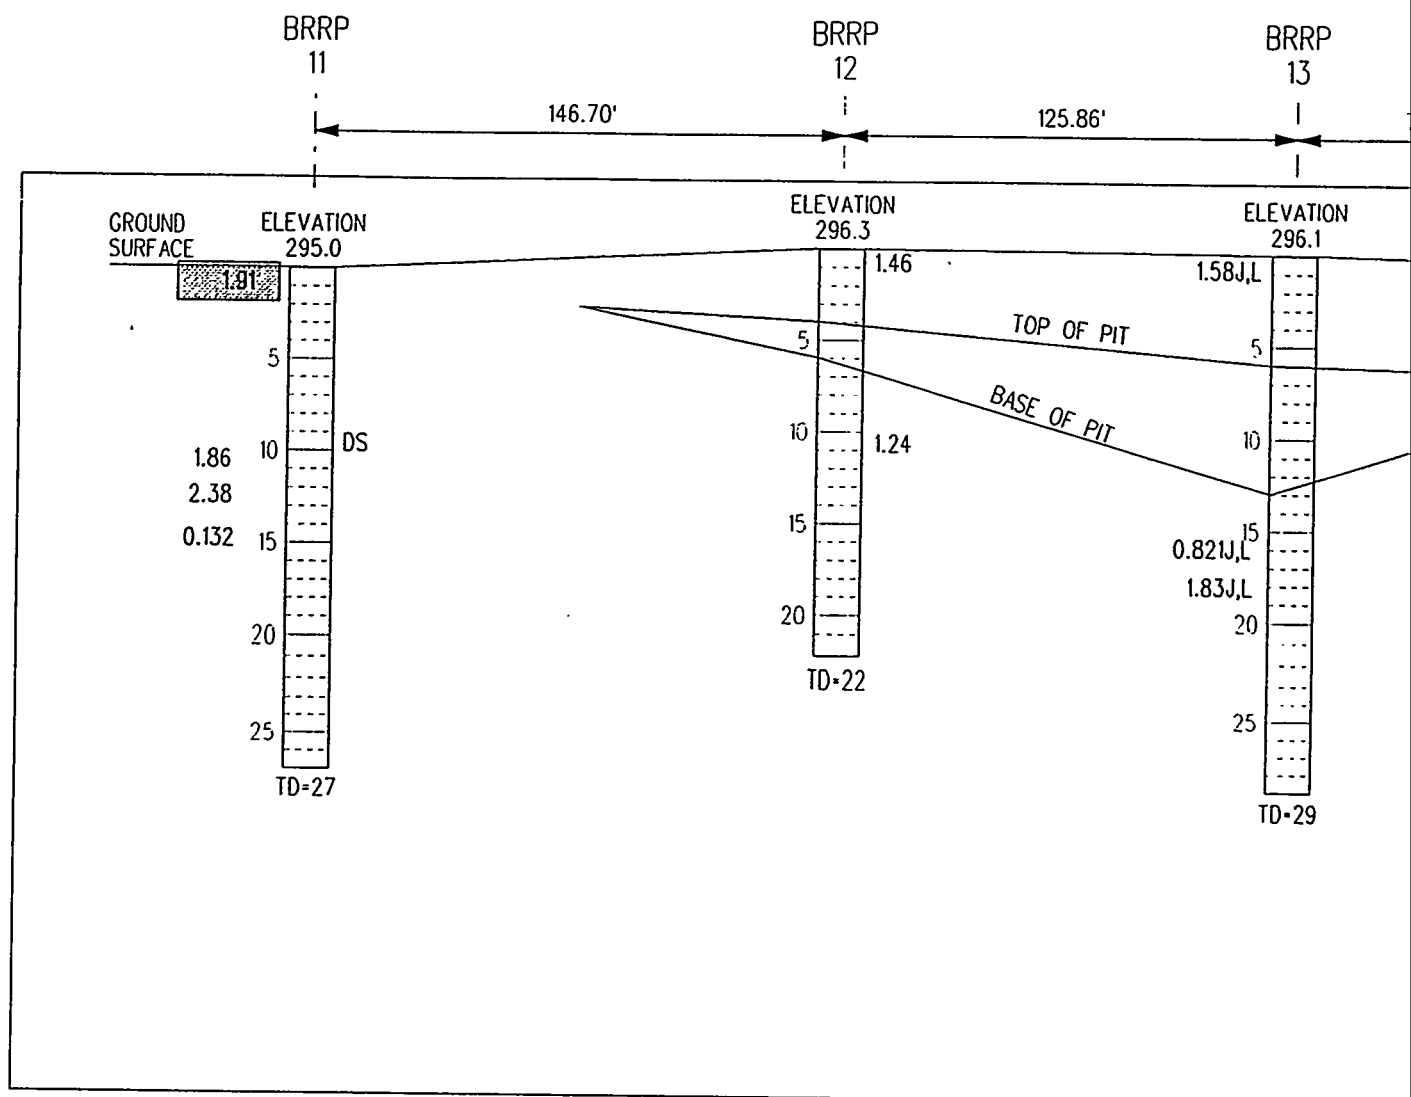 BRRP
11
BRRP
12
BRRP
13
146.70'
125.86'
GROUND
SURFACE
ELEVATION
295.0
ELEVATION
296.3
ELEVATION
296.1
1.91
5
10
DS
1.86
2.38
0.132
15
20
25
TD=27
1.46
5
10
1.24
15
20
TD=22
TOP OF PIT
BASE OF PIT
1.58J,L
5
10
15
0.821J,L
1.83J,L
20
25
TD=29